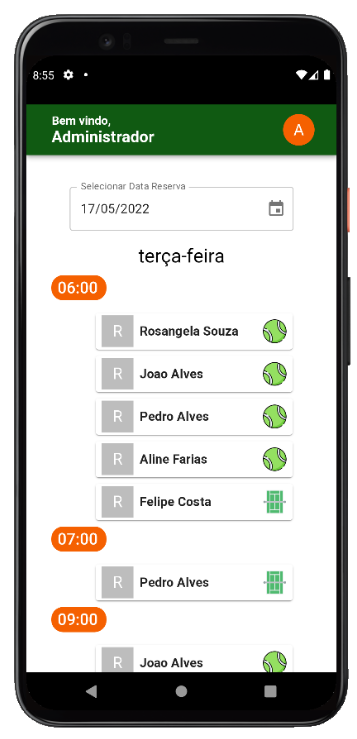 8:55
Bem vindo,
Administrador
A
Selecionar Data Reserva
17/05/2022
terça-feira
06:00
R Rosangela Souza
R Joao Alves
R Pedro Alves
R Aline Farias
R Felipe Costa
07:00
R Pedro Alves
09:00
R Joao Alves